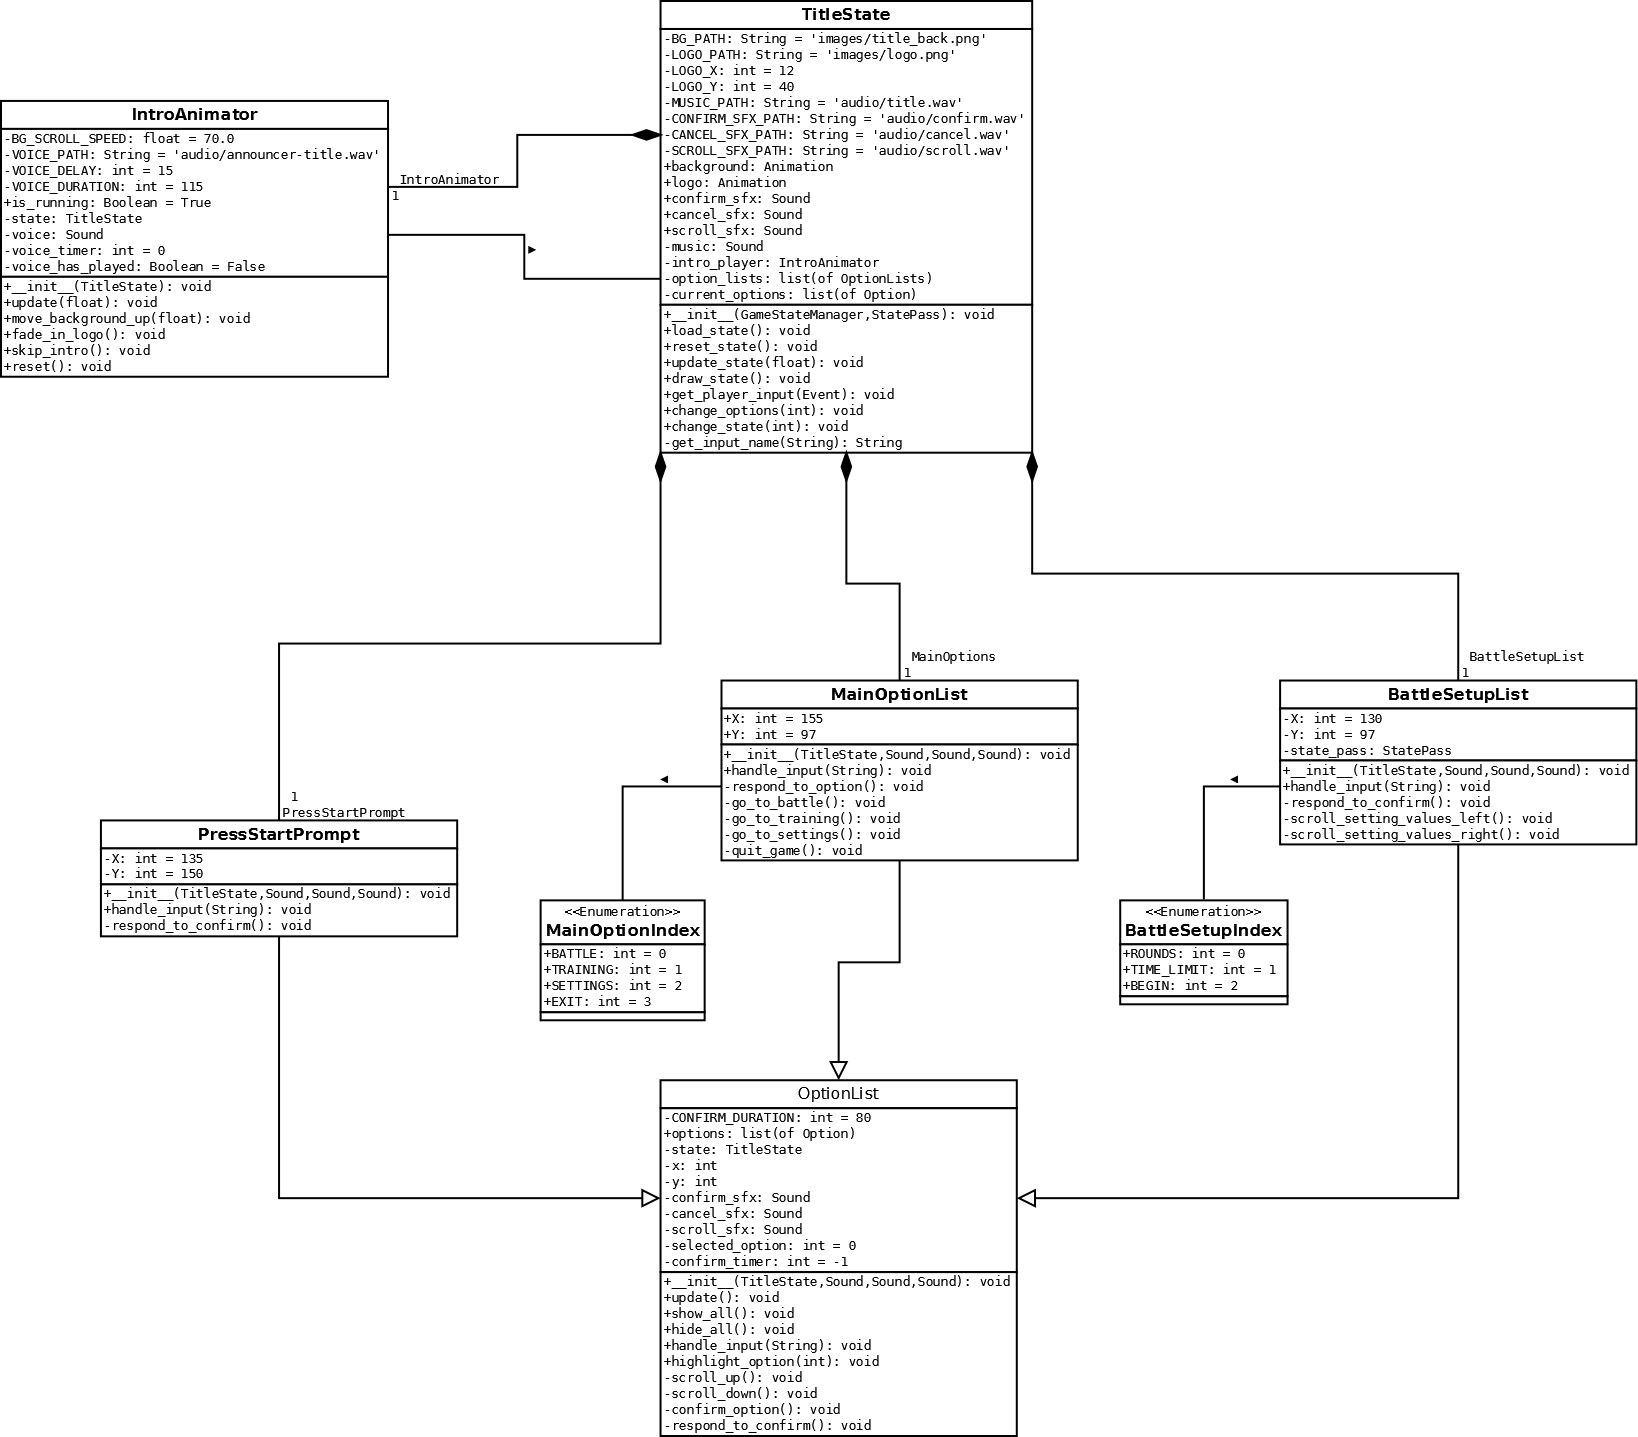 TitleState
-BG_PATH: String = 'images/title_back.png'
-LOGO_PATH: String = 'images/logo.png'
-LOGO_X: int = 12
-LOGO_Y: int = 40
-MUSIC_PATH: String = 'audio/title.wav'
-CONFIRM_SFX_PATH: String = 'audio/confirm.wav'
-CANCEL_SFX_PATH: String = 'audio/cancel.wav'
-SCROLL_SFX_PATH: String = 'audio/scroll.wav'
+background: Animation
+logo: Animation
+confirm_sfx: Sound
+cancel_sfx: Sound
+scroll_sfx: Sound
-music: Sound
-intro_player: IntroAnimator
-option_lists: list(of OptionLists)
-current_options: list(of Option)
+__init__(GameStateManager,StatePass): void
+load_state(): void
+reset_state(): void
+update_state(float): void
+draw_state(): void
+get_player_input(Event): void
+change_options(int): void
+change_state(int): void
-get_input_name(String): String
IntroAnimator
-BG_SCROLL_SPEED: float = 70.0
-VOICE_PATH: String = 'audio/announcer-title.wav'
-VOICE_DELAY: int = 15
-VOICE_DURATION: int = 115
+is_running: Boolean = True
-state: TitleState
-voice: Sound
-voice_timer: int = 0
-voice_has_played: Boolean = False
+__init__(TitleState): void
+update(float): void
+move_background_up(float): void
+fade_in_logo(): void
+skip_intro(): void
+reset(): void
IntroAnimator
1
MainOptions
1
MainOptionList
+X: int = 155
+Y: int = 97
+__init__(TitleState,Sound,Sound,Sound): void
+handle_input(String): void
-respond_to_option(): void
-go_to_battle(): void
-go_to_training(): void
-go_to_settings(): void
-quit_game(): void
BattleSetupList
1
BattleSetupList
-X: int = 130
-Y: int = 97
-state_pass: StatePass
+__init__(TitleState,Sound,Sound,Sound): void
+handle_input(String): void
-respond_to_confirm(): void
-scroll_setting_values_left(): void
-scroll_setting_values_right(): void
1
PressStartPrompt
PressStartPrompt
-X: int = 135
-Y: int = 150
+__init__(TitleState,Sound,Sound,Sound): void
+handle_input(String): void
-respond_to_confirm(): void
<<Enumeration>>
MainOptionIndex
+BATTLE: int = 0
+TRAINING: int = 1
+SETTINGS: int = 2
+EXIT: int = 3
<<Enumeration>>
BattleSetupIndex
+ROUNDS: int = 0
+TIME_LIMIT: int = 1
+BEGIN: int = 2
OptionList
-CONFIRM_DURATION: int = 80
+options: list(of Option)
-state: TitleState
-x: int
-y: int
-confirm_sfx: Sound
-cancel_sfx: Sound
-scroll_sfx: Sound
-selected_option: int = 0
-confirm_timer: int = -1
+__init__(TitleState,Sound,Sound,Sound): void
+update(): void
+show_all(): void
+hide_all(): void
+handle_input(String): void
+highlight_option(int): void
-scroll_up(): void
-scroll_down(): void
-confirm_option(): void
-respond_to_confirm(): void